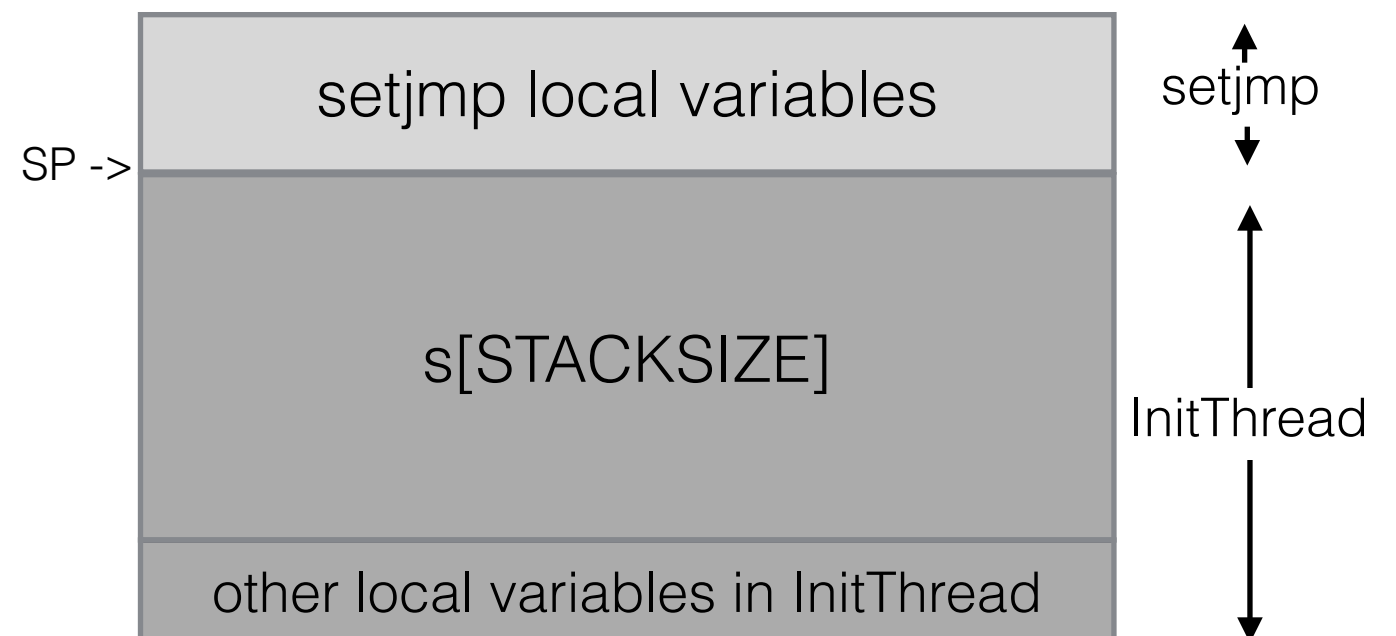 setjmp local variables
setjmp
SP ->
s[STACKSIZE]
InitThread
other local variables in InitThread